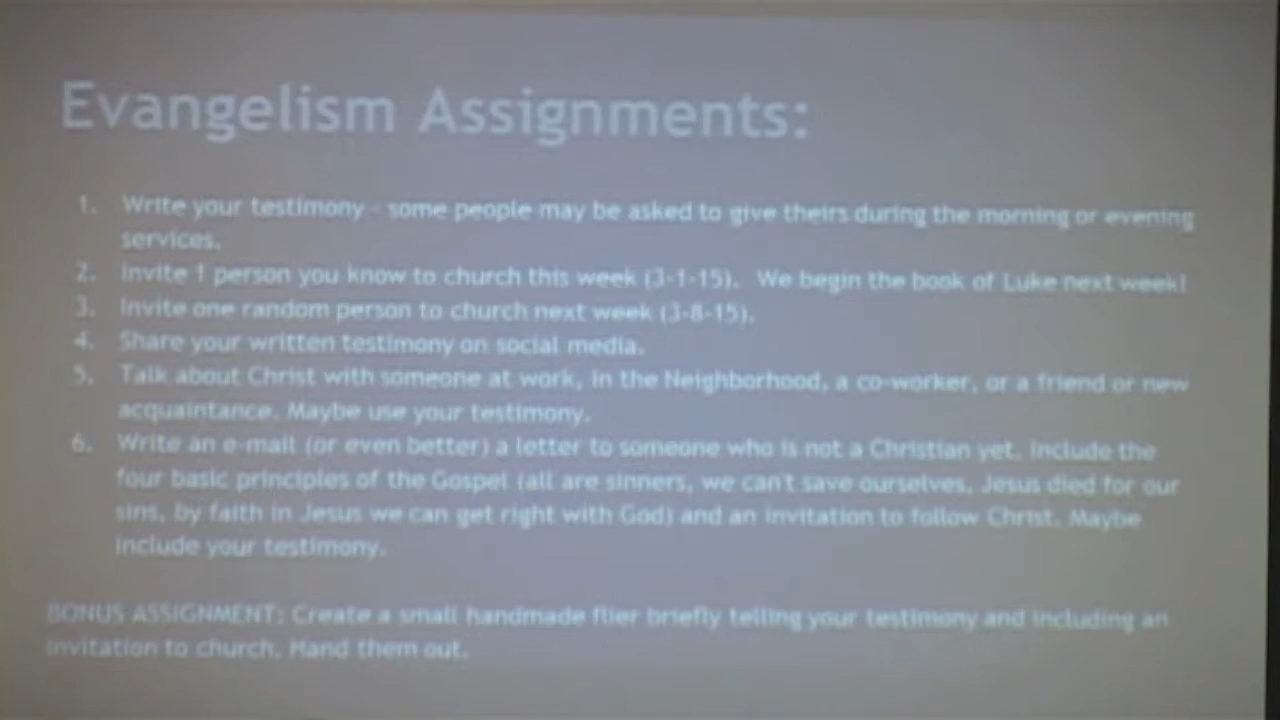 Evangelism Assignments:
1. Write your testimony - some people may be asked to give theirs during the morning or evening
services.
2. Invite 1 person you know to church this week (3-1-15). We begin the book of Luke next week!
3. Invite one random person to church next week (3-8-15).
4. Share your written testimony on social media.
5. Talk about Christ with someone at work, in the Neighborhood, a co-worker, or a friend or new
acquaintance. Maybe use your testimony.
6. Write an e-mail (or even better) a letter to someone who is not a Christian yet. Include the
four basic principles of the Gospel (all are sinners, we can't save ourselves, Jesus died for our
sins, by faith in Jesus we can get right with God) and an invitation to follow Christ. Maybe
include your testimony.
BONUS ASSIGNMENT: Create a small handmade flier briefly telling your testimony and including an
invitation to church. Hand them out.